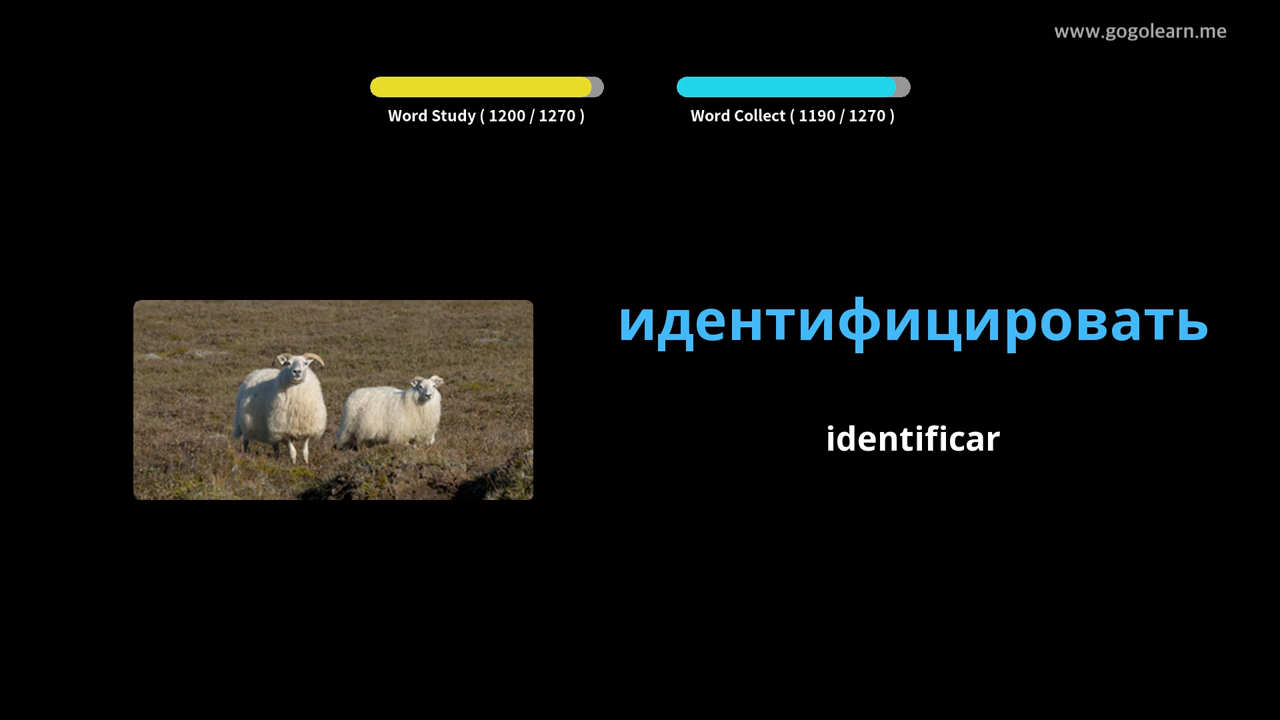 www.gogolearn.me
Word Study ( 1200 / 1270 )
Word Collect ( 1190 / 1270 )
идентифицировать
identificar